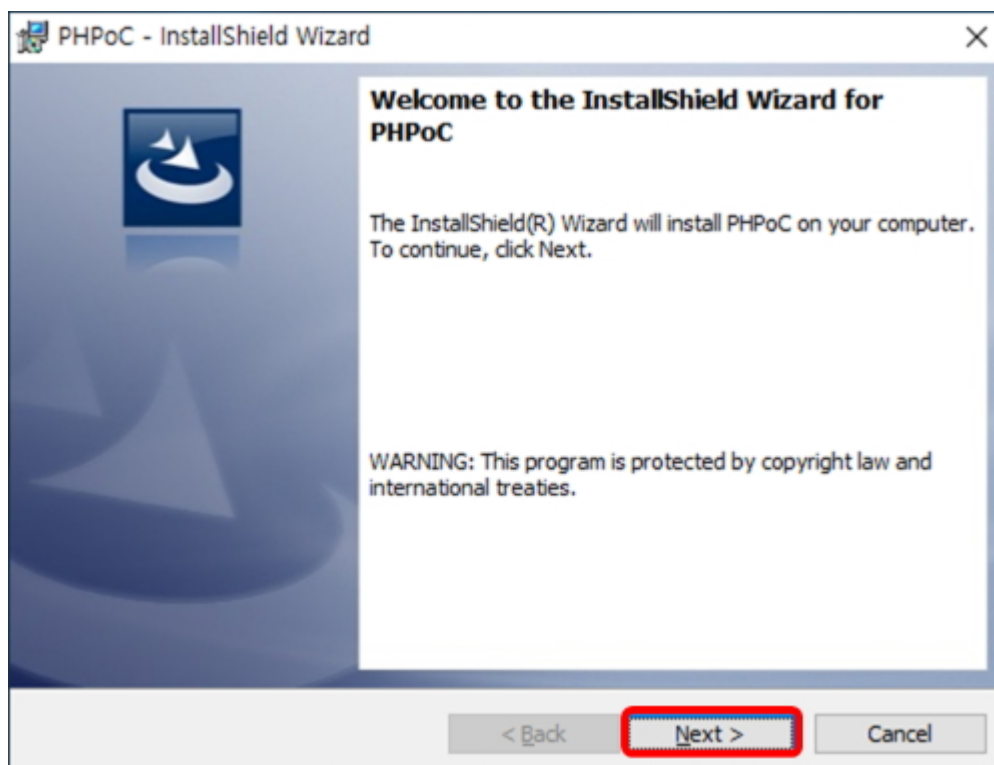 PHPoC - InstallShield Wizard
Welcome to the InstallShield Wizard for
PHPoC
The InstallShield(R) Wizard will install PHPoC on your computer.
To continue, click Next.
WARNING: This program is protected by copyright law and
international treaties.
< Back
Next >
Cancel